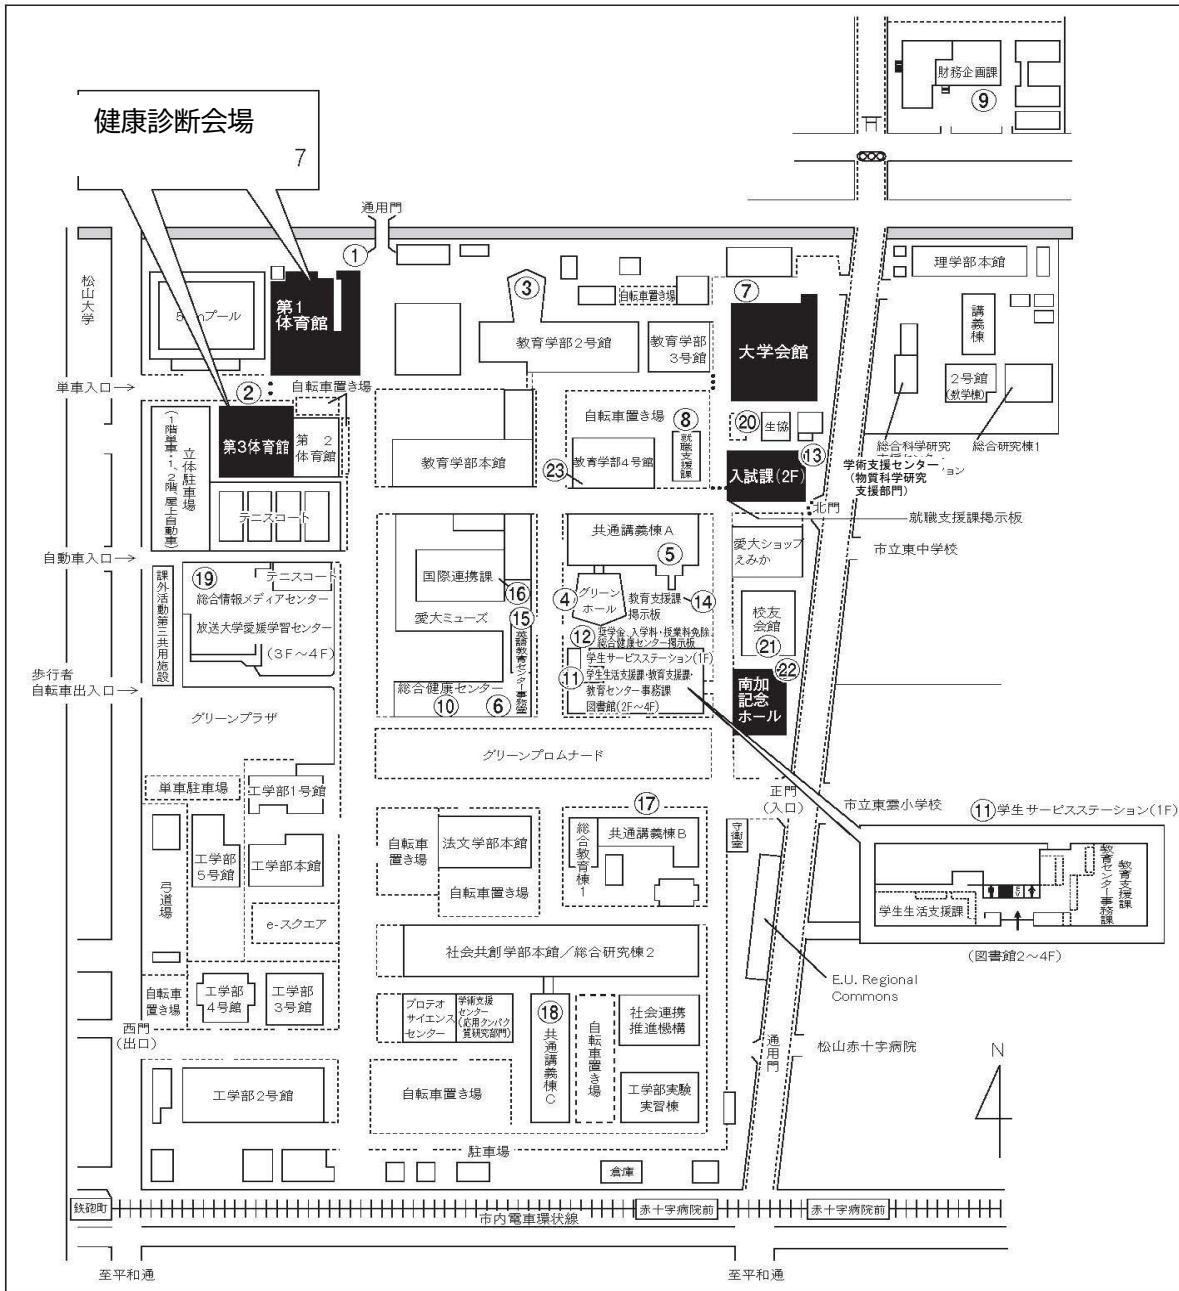 財務企画課
⑨
健康診断会場
7
通用門
①
松山大学
プール
第1
体育館
③
自転車置き場
⑦
理学部本館
教育学部2号館
教育学部
3号館
大学会館
講義棟
単車入口
②
自転車置き場
2号館
(数学棟)
自転車置き場
⑧
⑳
生協
総合科学研究
総合研究棟1
立体駐車場
(1階単車・1、2階、屋上自動車)
第3体育館
第2
体育館
教育学部本館
教育学部4号館
㉓
就職支援課
⑬
入試課(2F)
学術支援センター
(物質科学研究
支援部門)
ション
北門
就職支援課掲示板
テニスコート
共通講義棟A
⑤
愛大ショップ
えみか
市立東中学校
自動車入口
課外活動第三共用施設
⑲
テニスコート
総合情報メディアセンター
放送大学愛媛学習センター
(3F~4F)
国際連携課
⑯
愛大ミューズ
⑮
英語教育センター事務室
④
グリーン
ホール
教育支援課
掲示板
⑭
校友
会館
㉑
⑫
奨学金、入学料・授業料免除
総合健康センター掲示板
学生サービスステーション(1F)
⑪
学生生活支援課・教育支援課・
教育センター事務課
図書館(2F~4F)
㉒
南加
記念
ホール
歩行者
自転車出入口
総合健康センター
⑩
⑥
グリーンプラザ
グリーンプロムナード
単車駐車場
工学部1号館
正門
(入口)
市立東雲小学校
⑪学生サービスステーション(1F)
⑰
自転車
置き場
法文学部本館
総合教育棟1
共通講義棟B
守衛室
工学部
5号館
工学部本館
自転車置き場
弓道場
学生生活支援課
教育センター事務課
教育支援課
(図書館2~4F)
e-スクエア
社会共創学部本館/総合研究棟2
E.U. Regional
Commons
自転車
置き場
工学部
4号館
工学部
3号館
プロテオ
サイエンス
センター
学術支援
センター
(応用タンパク
質研究部門)
⑱
共通講義棟C
自転車置き場
社会連携
推進機構
西門
(出口)
通用門
松山赤十字病院
N
工学部2号館
自転車置き場
工学部実験
実習棟
駐車場
倉庫
鉄砲町
市内電車環状線
赤十字病院前
赤十字病院前
至平和通
至平和通